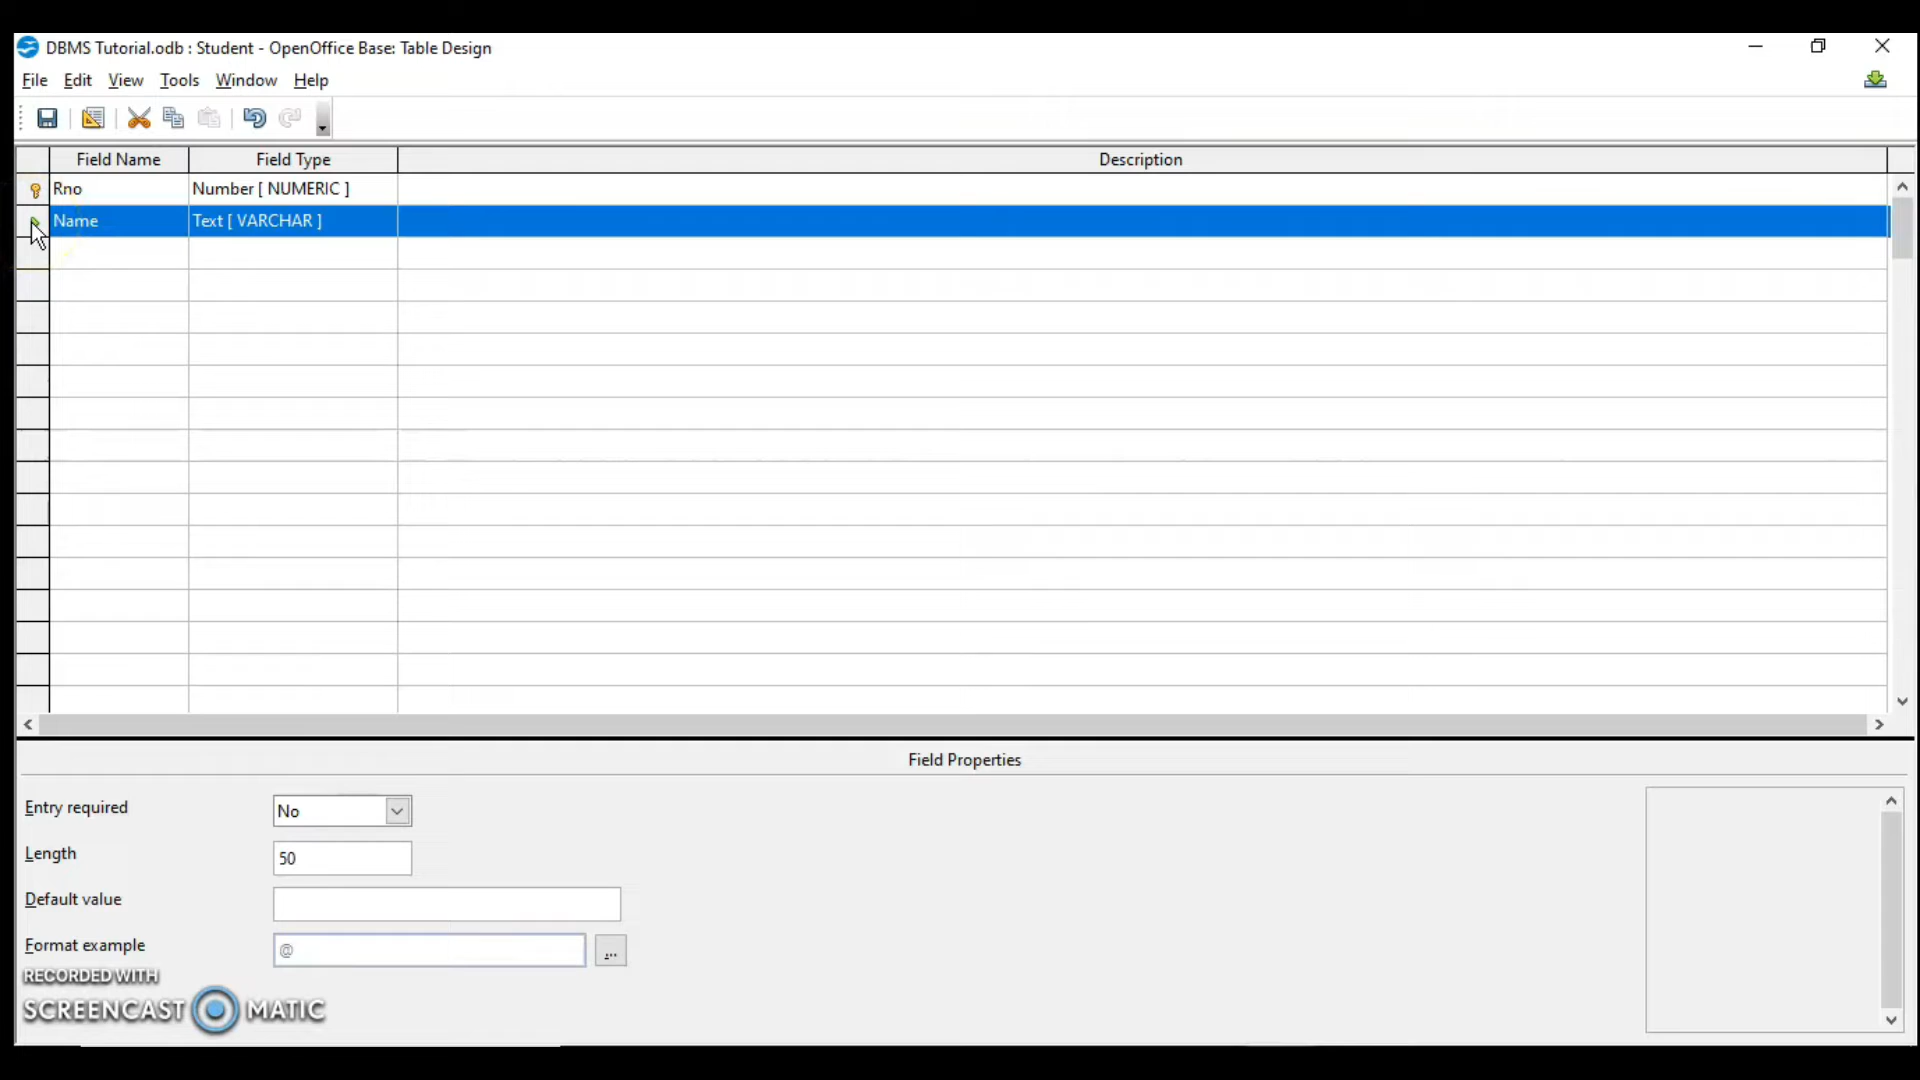 DBMS Tutorial.odb : Student - OpenOffice Base: Table Design
File Edit View Tools Window Help
Field Name Field Type Description
Rno Number [ NUMERIC ]
Name Text [ VARCHAR ]
Field Properties
Entry required No
Length 50
Default value
Format example @ ...
RECORDED WITH
SCREENCAST MATIC